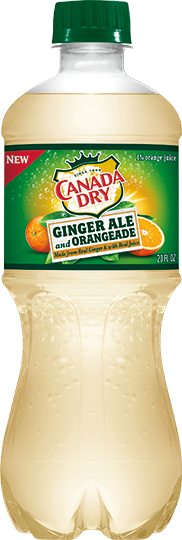 NEW
1% orange juice
SINCE 1904
CANADA
DRY
GINGER ALE
and ORANGEADE
Made from Real Ginger & with Real Juice
20 FL OZ